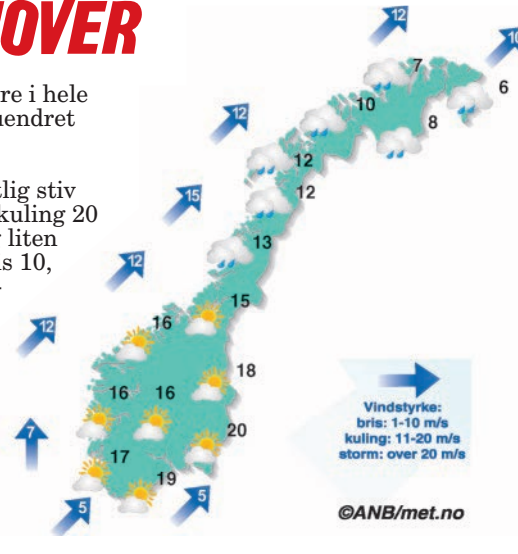 OVER
re i hele
endret
lig stiv
kuling 20
liten
s 10,
12
10
7
6
10
8
12
12
12
15
12
13
15
12
16
18
16
16
7
20
17
19
5
5
Vindstyrke:
bris: 1-10 m/s
kuling: 11-20 m/s
storm: over 20 m/s
©ANB/met.no